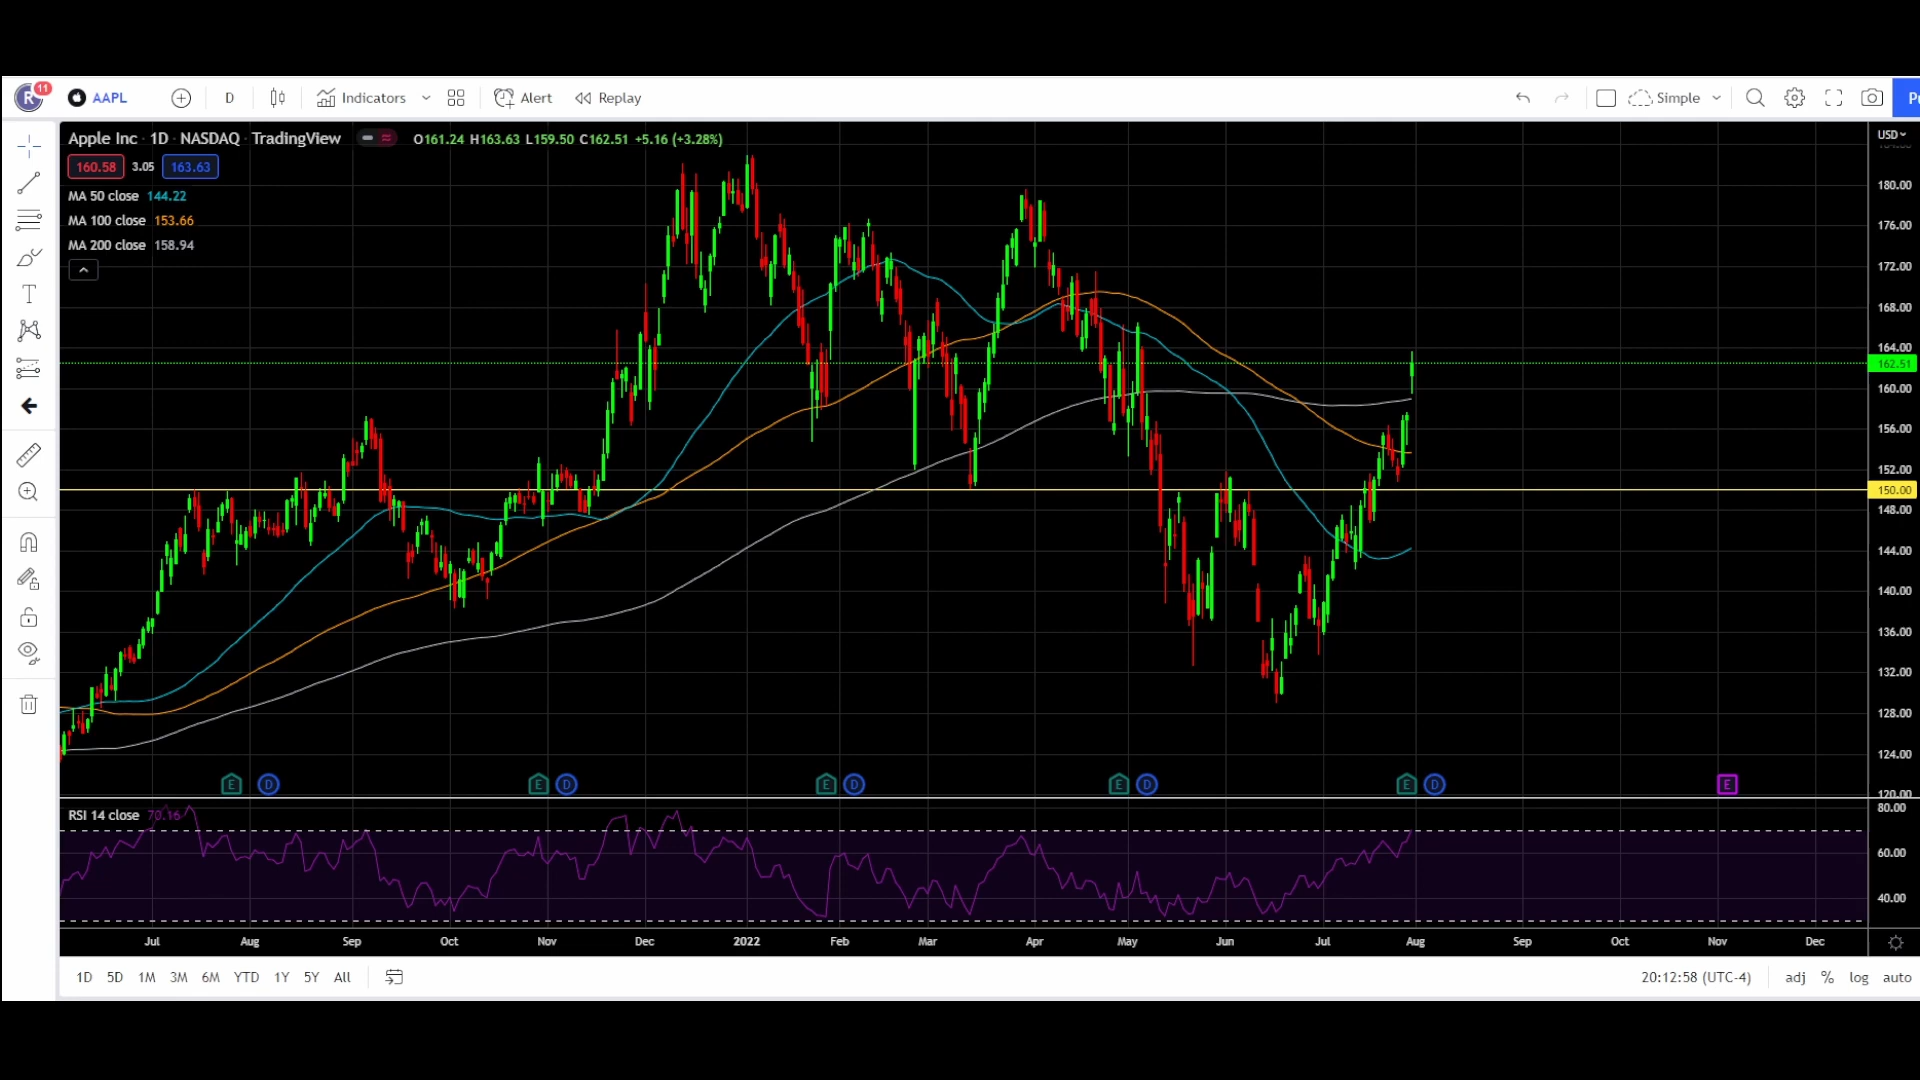 R 11 AAPL D Indicators Alert Replay Simple
Apple Inc · 1D · NASDAQ · TradingView O161.24 H163.63 L159.50 C162.51 +5.16 (+3.28%)
160.58 3.05 163.63
MA 50 close 144.22
MA 100 close 153.66
MA 200 close 158.94
USD
180.00
176.00
172.00
168.00
164.00
162.51
160.00
156.00
152.00
150.00
148.00
144.00
140.00
136.00
132.00
128.00
124.00
120.00
E D E D E D E D E D E
RSI 14 close 70.16
80.00
60.00
40.00
Jul Aug Sep Oct Nov Dec 2022 Feb Mar Apr May Jun Jul Aug Sep Oct Nov Dec
1D 5D 1M 3M 6M YTD 1Y 5Y All
20:12:58 (UTC-4) adj % log auto